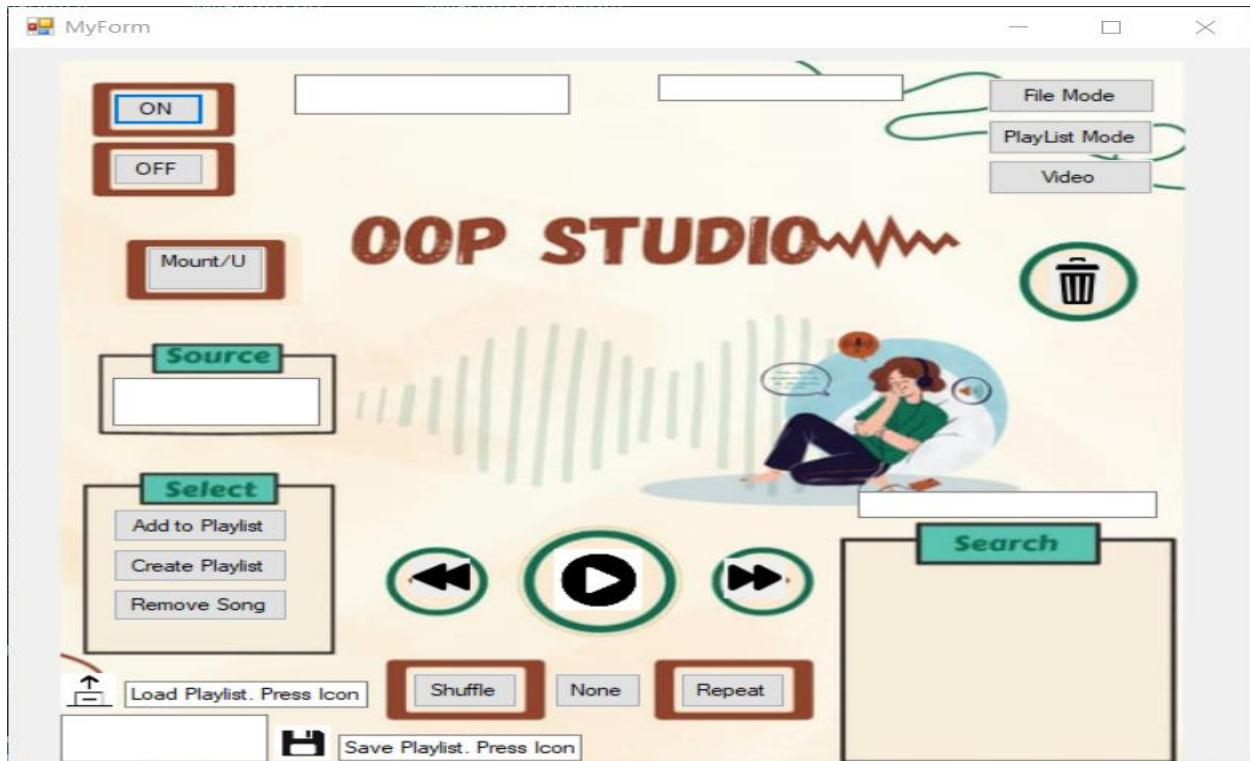 MyForm
ON
File Mode
PlayList Mode
OFF
Video
OOP STUDIO
Mount/U
Source
Select
Add to Playlist
Search
Create Playlist
Remove Song
Load Playlist. Press Icon
Shuffle
None
Repeat
Save Playlist. Press Icon